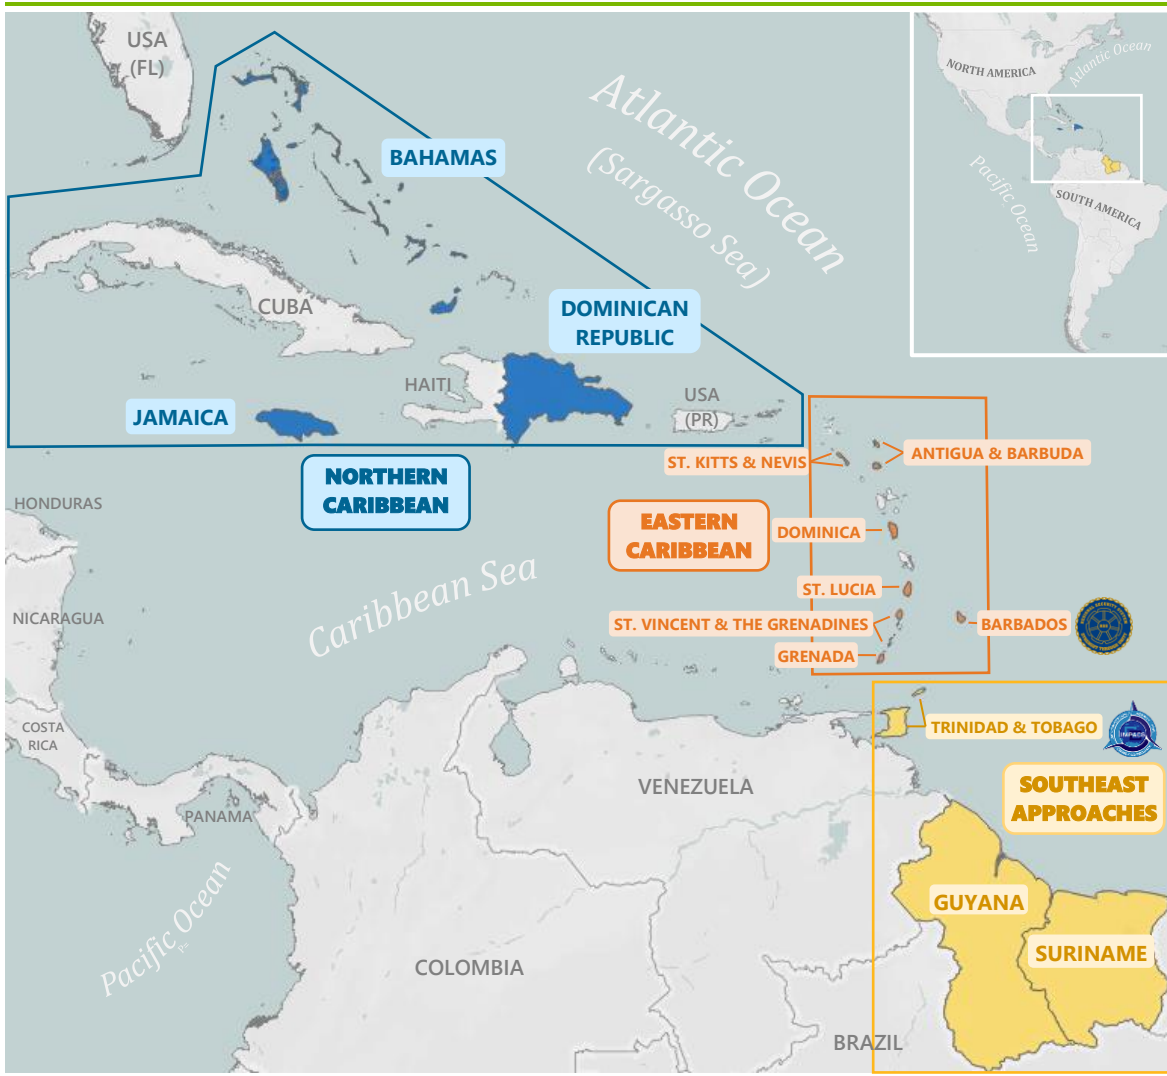 USA
(FL)
Atlantic Ocean
(Sargasso Sea)
NORTH AMERICA
Atlantic Ocean
Pacific Ocean
SOUTH AMERICA
BAHAMAS
CUBA
DOMINICAN
REPUBLIC
HAITI
USA
(PR)
JAMAICA
NORTHERN
CARIBBEAN
ST. KITTS & NEVIS
ANTIGUA & BARBUDA
HONDURAS
EASTERN
CARIBBEAN
DOMINICA
Caribbean Sea
ST. LUCIA
NICARAGUA
ST. VINCENT & THE GRENADINES
BARBADOS
GRENADA
COSTA
RICA
TRINIDAD & TOBAGO
IMPACS
VENEZUELA
SOUTHEAST
APPROACHES
PANAMA
GUYANA
Pacific Ocean
Pa
SURINAME
COLOMBIA
BRAZIL